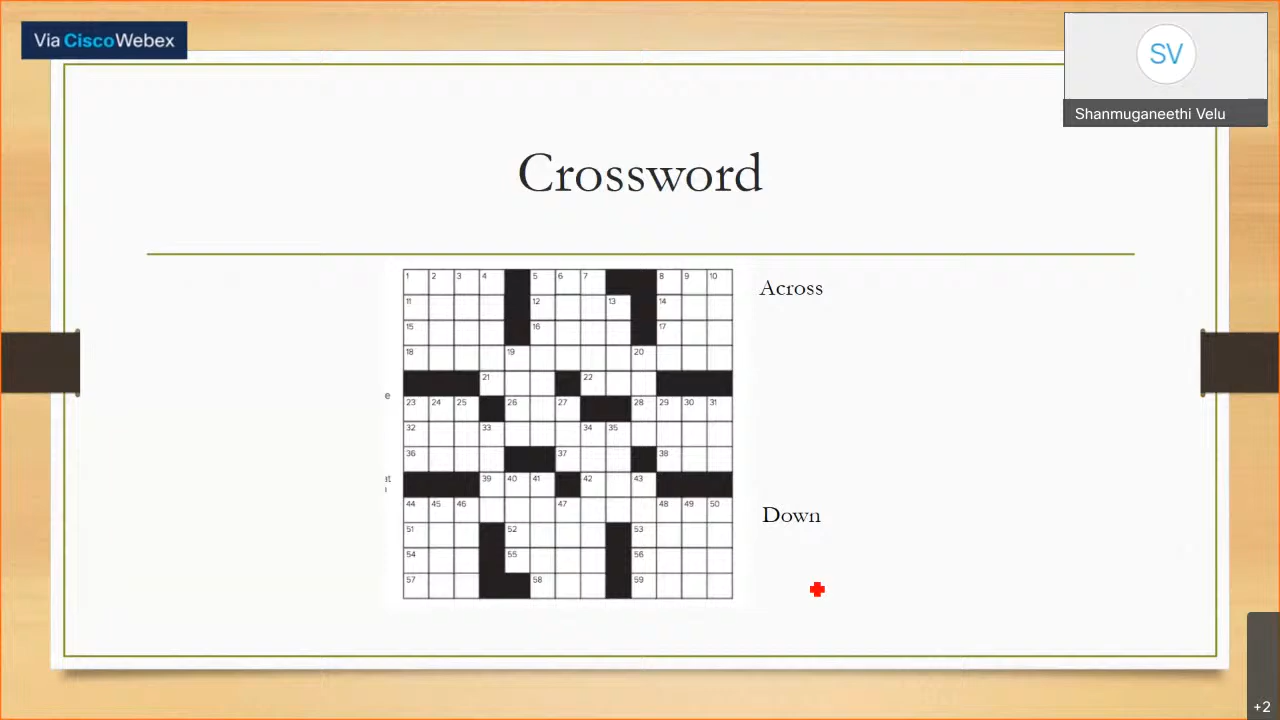 Via CiscoWebex
SV
Shanmuganeethi Velu
Crossword
1 2 3 4 5 6 7 8 9 10
Across
11 12 13 14
15 16 17
18 19 20
21 22
e
23 24 25 26 27 28 29 30 31
32 33 34 35
36 37 38
at
39 40 41 42 43
44 45 46 47 48 49 50
Down
51 52 53
54 55 56
57 58 59
+2